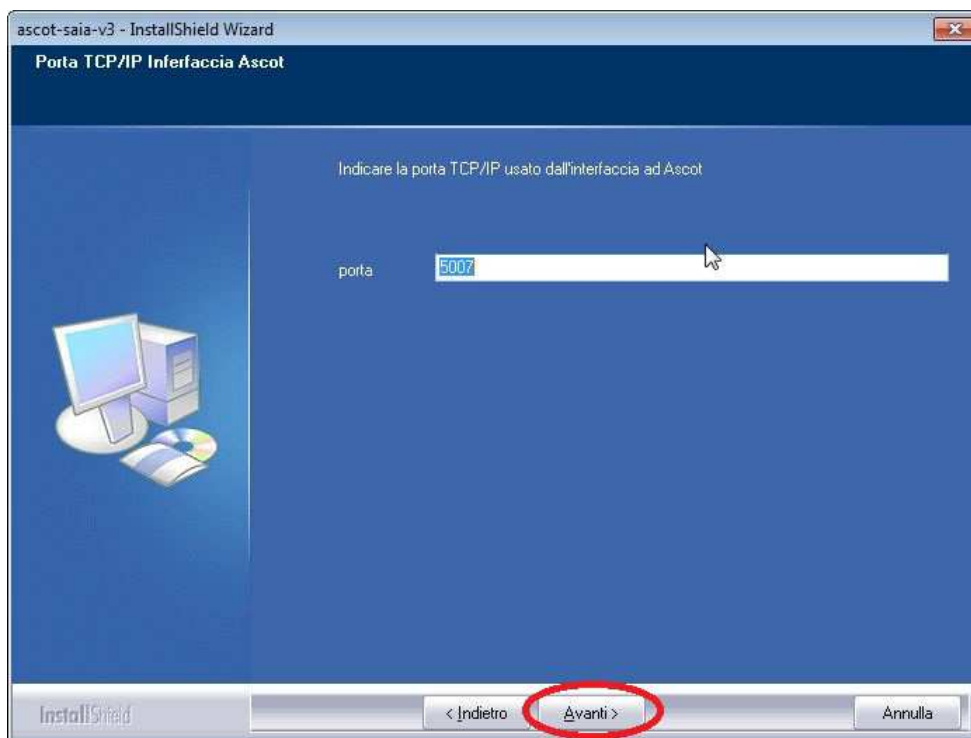 ascot-saia-v3 - InstallShield Wizard
Porta TCP/IP Inferfaccia Ascot
Indicare la porta TCP/IP usato dall'interfaccia ad Ascot
porta 5007
InstallShield
< Indietro Avanti > Annulla